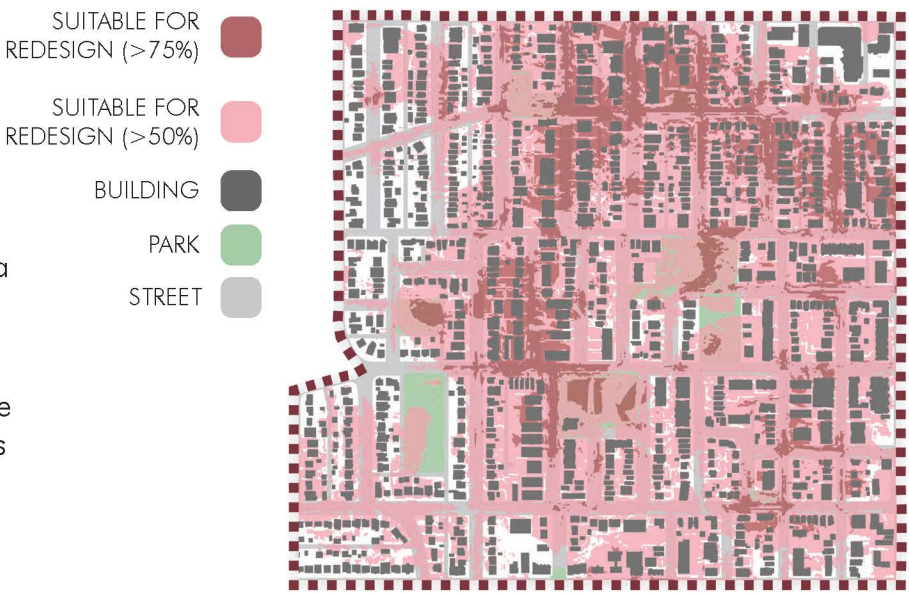 SUITABLE FOR
REDESIGN (>75%)
SUITABLE FOR
REDESIGN (>50%)
BUILDING
PARK
a
STREET
e
s